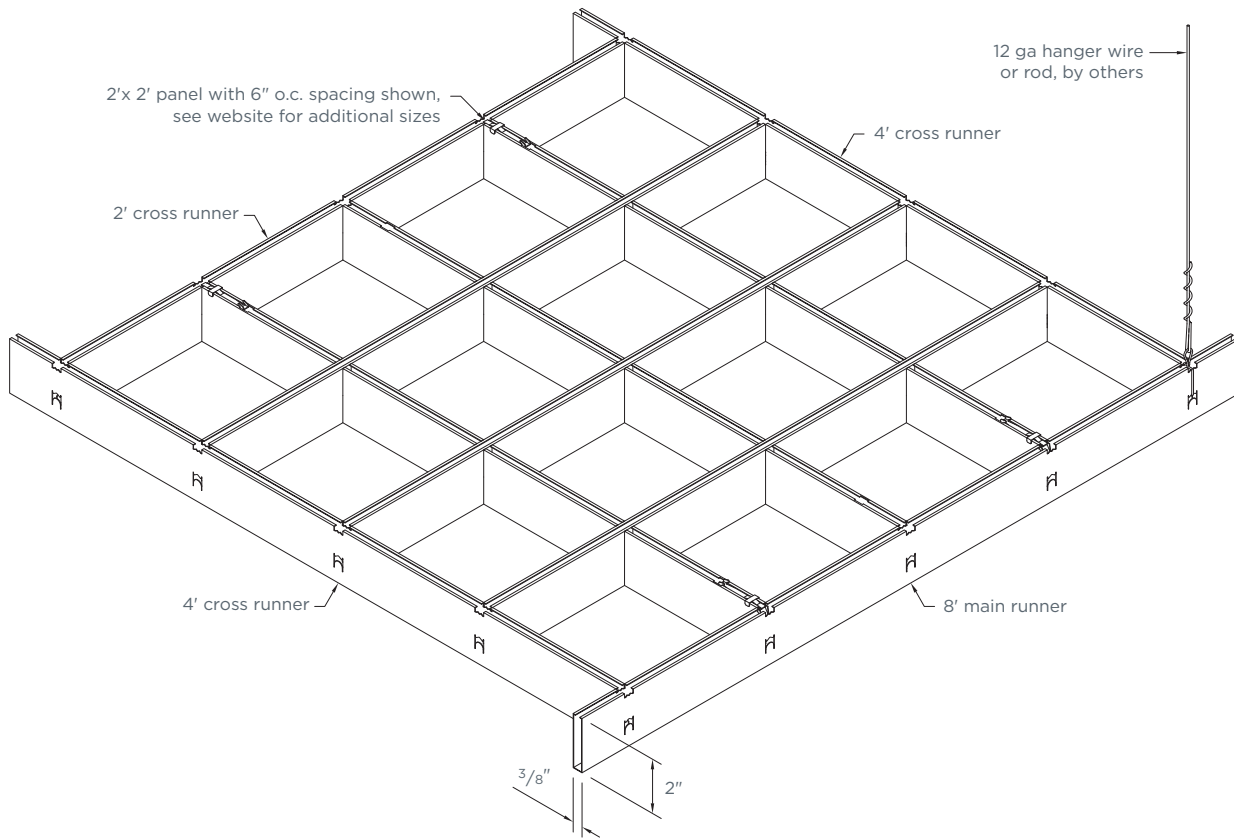 12 ga hanger wire
or rod, by others
2'x 2' panel with 6" o.c. spacing shown,
see website for additional sizes
4' cross runner
2' cross runner
4' cross runner
8' main runner
3/8"
2"